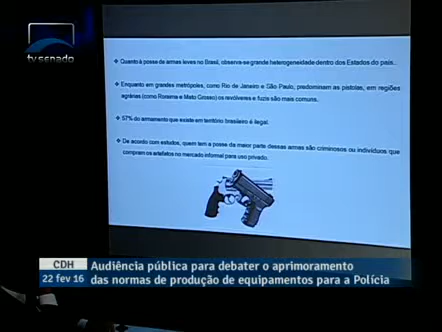 tv senado
❖ Quanto à posse de armas leves no Brasil, observa-se grande heterogeneidade dentro dos Estados do país..
❖ Enquanto em grandes metrópoles, como Rio de Janeiro e São Paulo, predominam as pistolas, em regiões
agrárias (como Roraima e Mato Grosso) os revólveres e fuzis são mais comuns.
❖ 57% do armamento que existe em território brasileiro é ilegal.
❖ De acordo com estudos, quem tem a posse da maior parte dessas armas são criminosos ou indivíduos que
compram os artefatos no mercado informal para uso privado.
CDH
22 fev 16
Audiência pública para debater o aprimoramento
das normas de produção de equipamentos para a Polícia